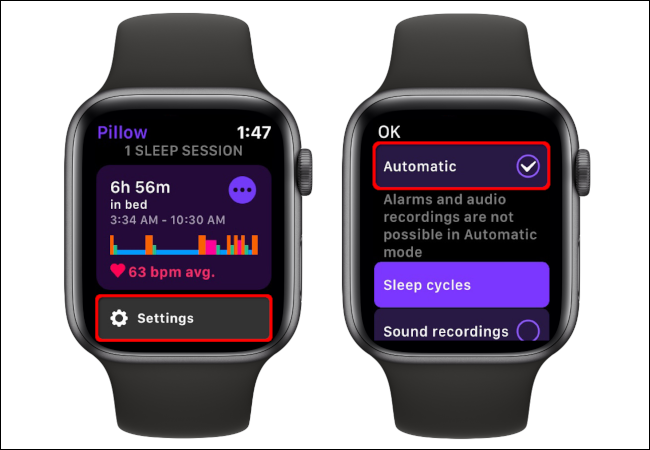 Pillow 1:47
1 SLEEP SESSION
6h 56m
in bed
3:34 AM - 10:30 AM
63 bpm avg.
Settings
OK
Automatic
Alarms and audio
recordings are not
possible in Automatic
mode
Sleep cycles
Sound recordings